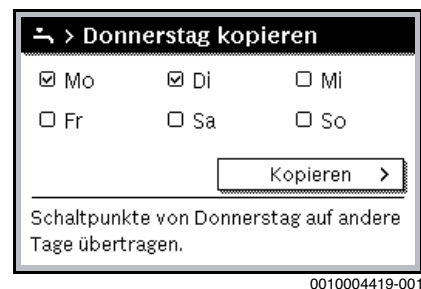 > Donnerstag kopieren
Mo Di Mi
Fr Sa So
Kopieren >
Schaltpunkte von Donnerstag auf andere
Tage übertragen.
0010004419-001